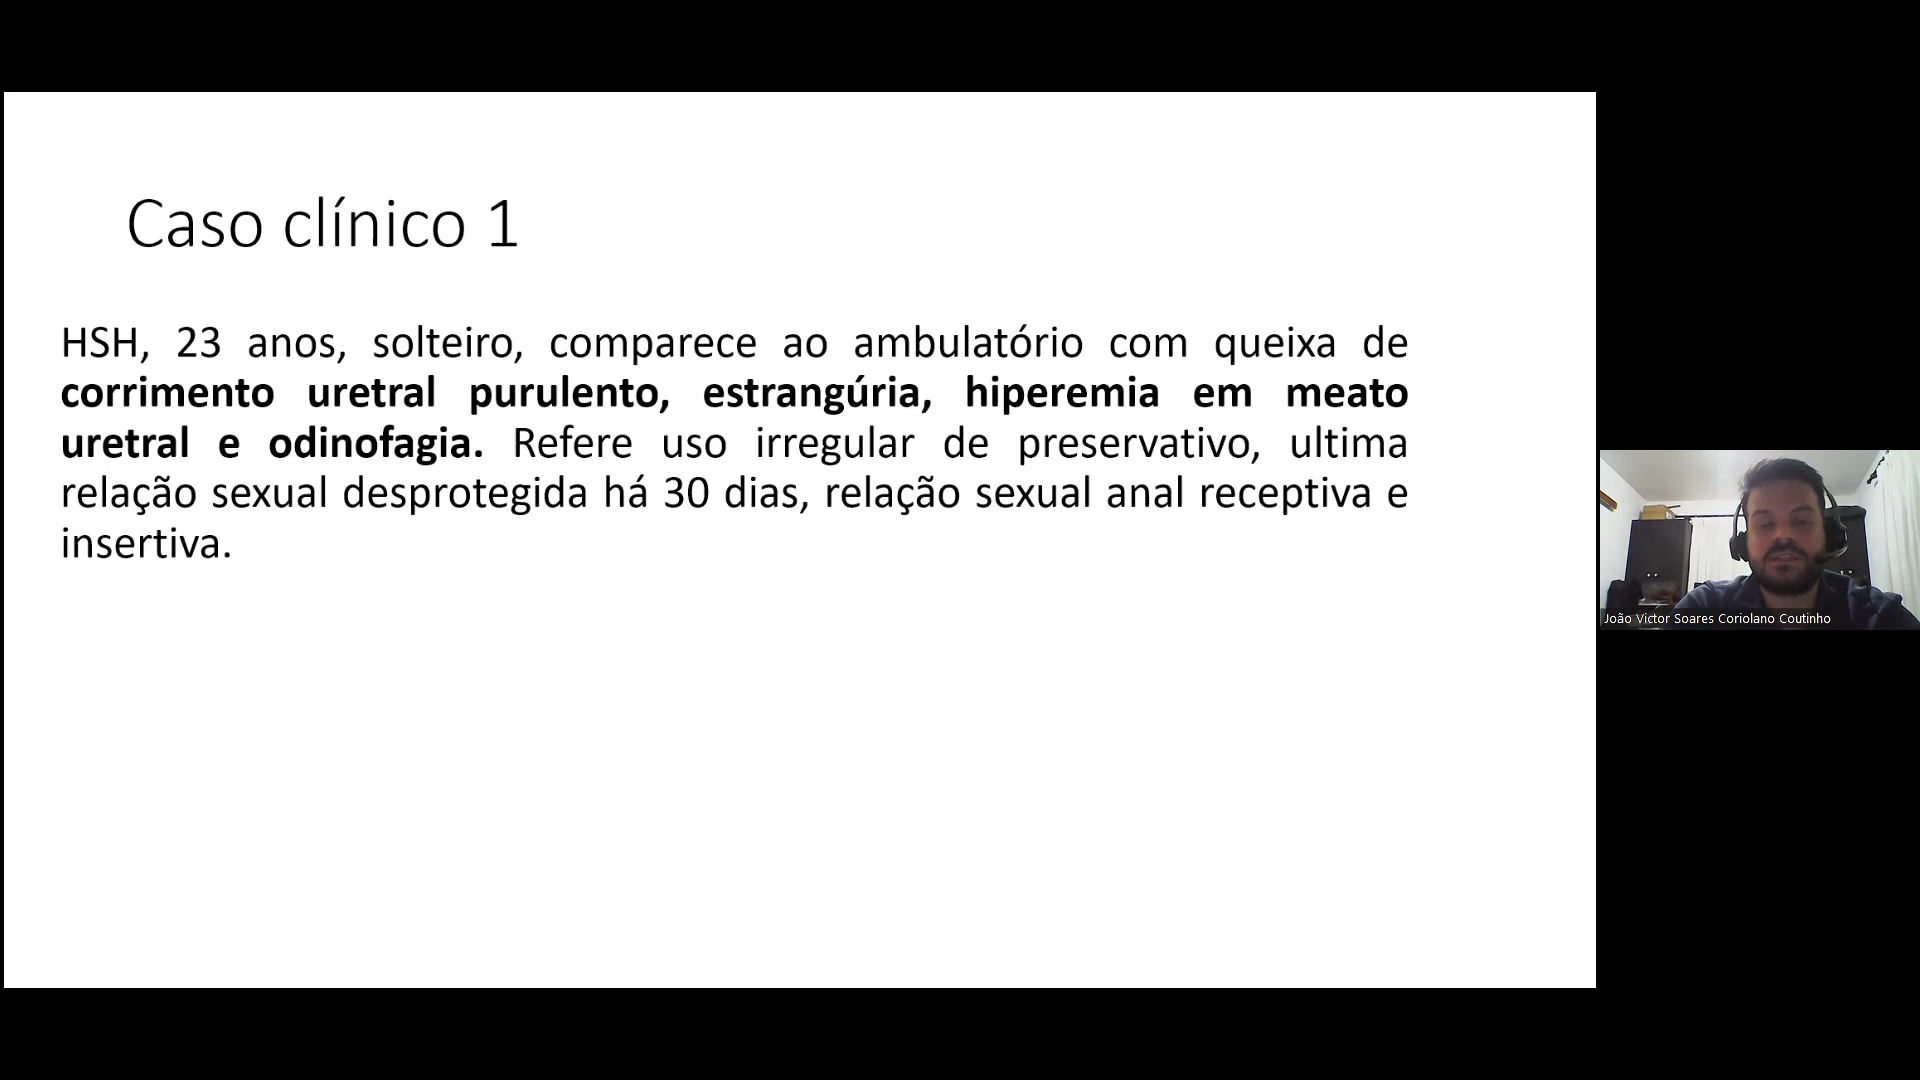 Caso clínico 1
HSH, 23 anos, solteiro, comparece ao ambulatório com queixa de
corrimento uretral purulento, estrangúria, hiperemia em meato
uretral e odinofagia. Refere uso irregular de preservativo, ultima
relação sexual desprotegida há 30 dias, relação sexual anal receptiva e
insertiva.
João Victor Soares Coriolano Coutinho